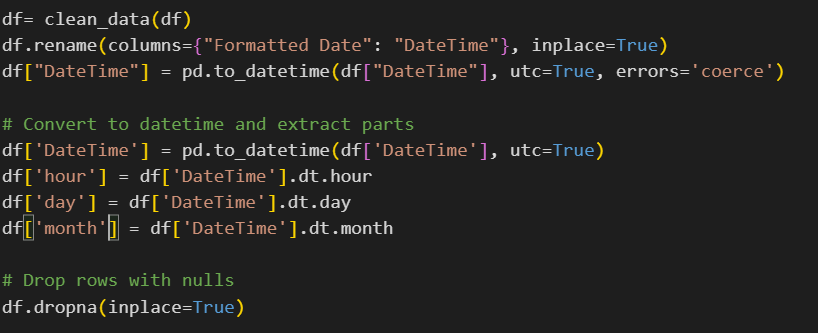 df= clean_data(df)
df.rename(columns={"Formatted Date": "DateTime"}, inplace=True)
df["DateTime"] = pd.to_datetime(df["DateTime"], utc=True, errors='coerce')
# Convert to datetime and extract parts
df['DateTime'] = pd.to_datetime(df['DateTime'], utc=True)
df['hour'] = df['DateTime'].dt.hour
df['day'] = df['DateTime'].dt.day
df['month'] = df['DateTime'].dt.month
# Drop rows with nulls
df.dropna(inplace=True)